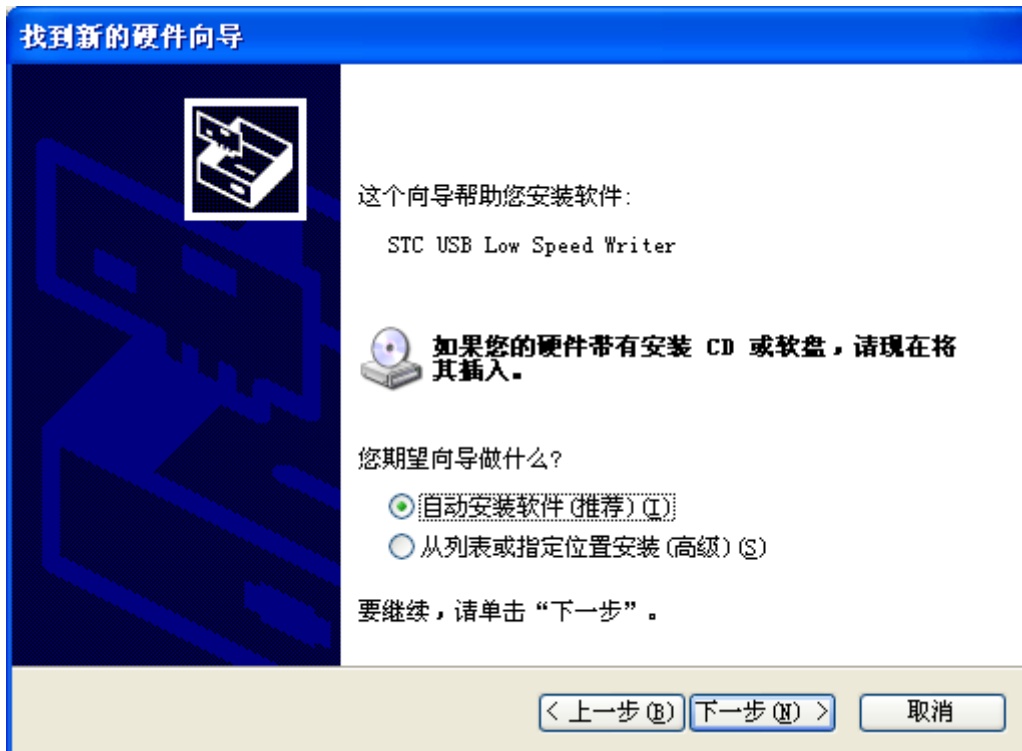 找到新的硬件向导
这个向导帮助您安装软件:
STC USB Low Speed Writer
如果您的硬件带有安装 CD 或软盘，请现在将
其插入。
您期望向导做什么?
自动安装软件(推荐)(I)
从列表或指定位置安装(高级)(S)
要继续，请单击“下一步”。
< 上一步(B) 下一步(N) > 取消